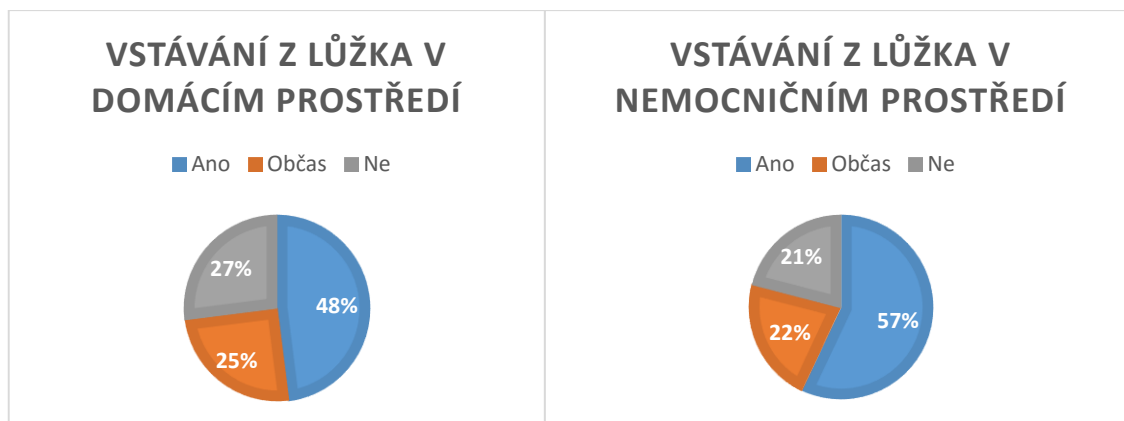 VSTÁVÁNÍ Z LŮŽKA V
DOMÁCÍM PROSTŘEDÍ
Ano Občas Ne
27%
48%
25%
VSTÁVÁNÍ Z LŮŽKA V
NEMOCNIČNÍM PROSTŘEDÍ
Ano Občas Ne
21%
57%
22%